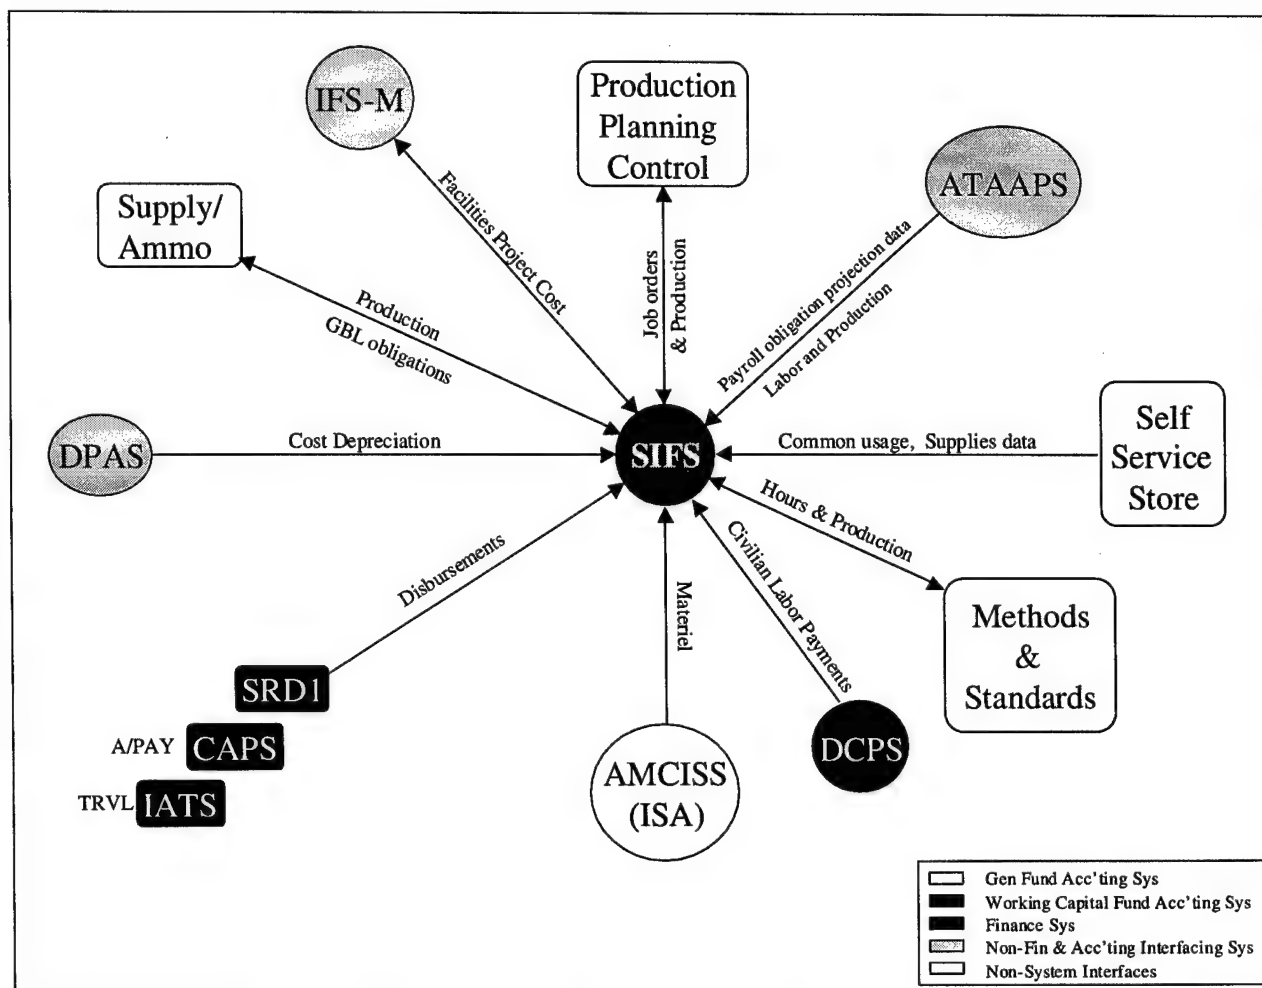 IFS-M
Production
Planning
Control
ATAAPS
Supply/
Ammo
Facilities Project Cost
Job orders
& Production
Payroll obligation projection data
Labor and Production
Production
GBL obligations
DPAS
Cost Depreciation
SIFS
Common usage, Supplies data
Self
Service
Store
Hours & Production
Disbursements
Materiel
Civilian Labor Payments
Methods
&
Standards
SRD1
A/PAY CAPS
TRVL IATS
AMCISS
(ISA)
DCPS
Gen Fund Acc'ting Sys
Working Capital Fund Acc'ting Sys
Finance Sys
Non-Fin & Acc'ting Interfacing Sys
Non-System Interfaces